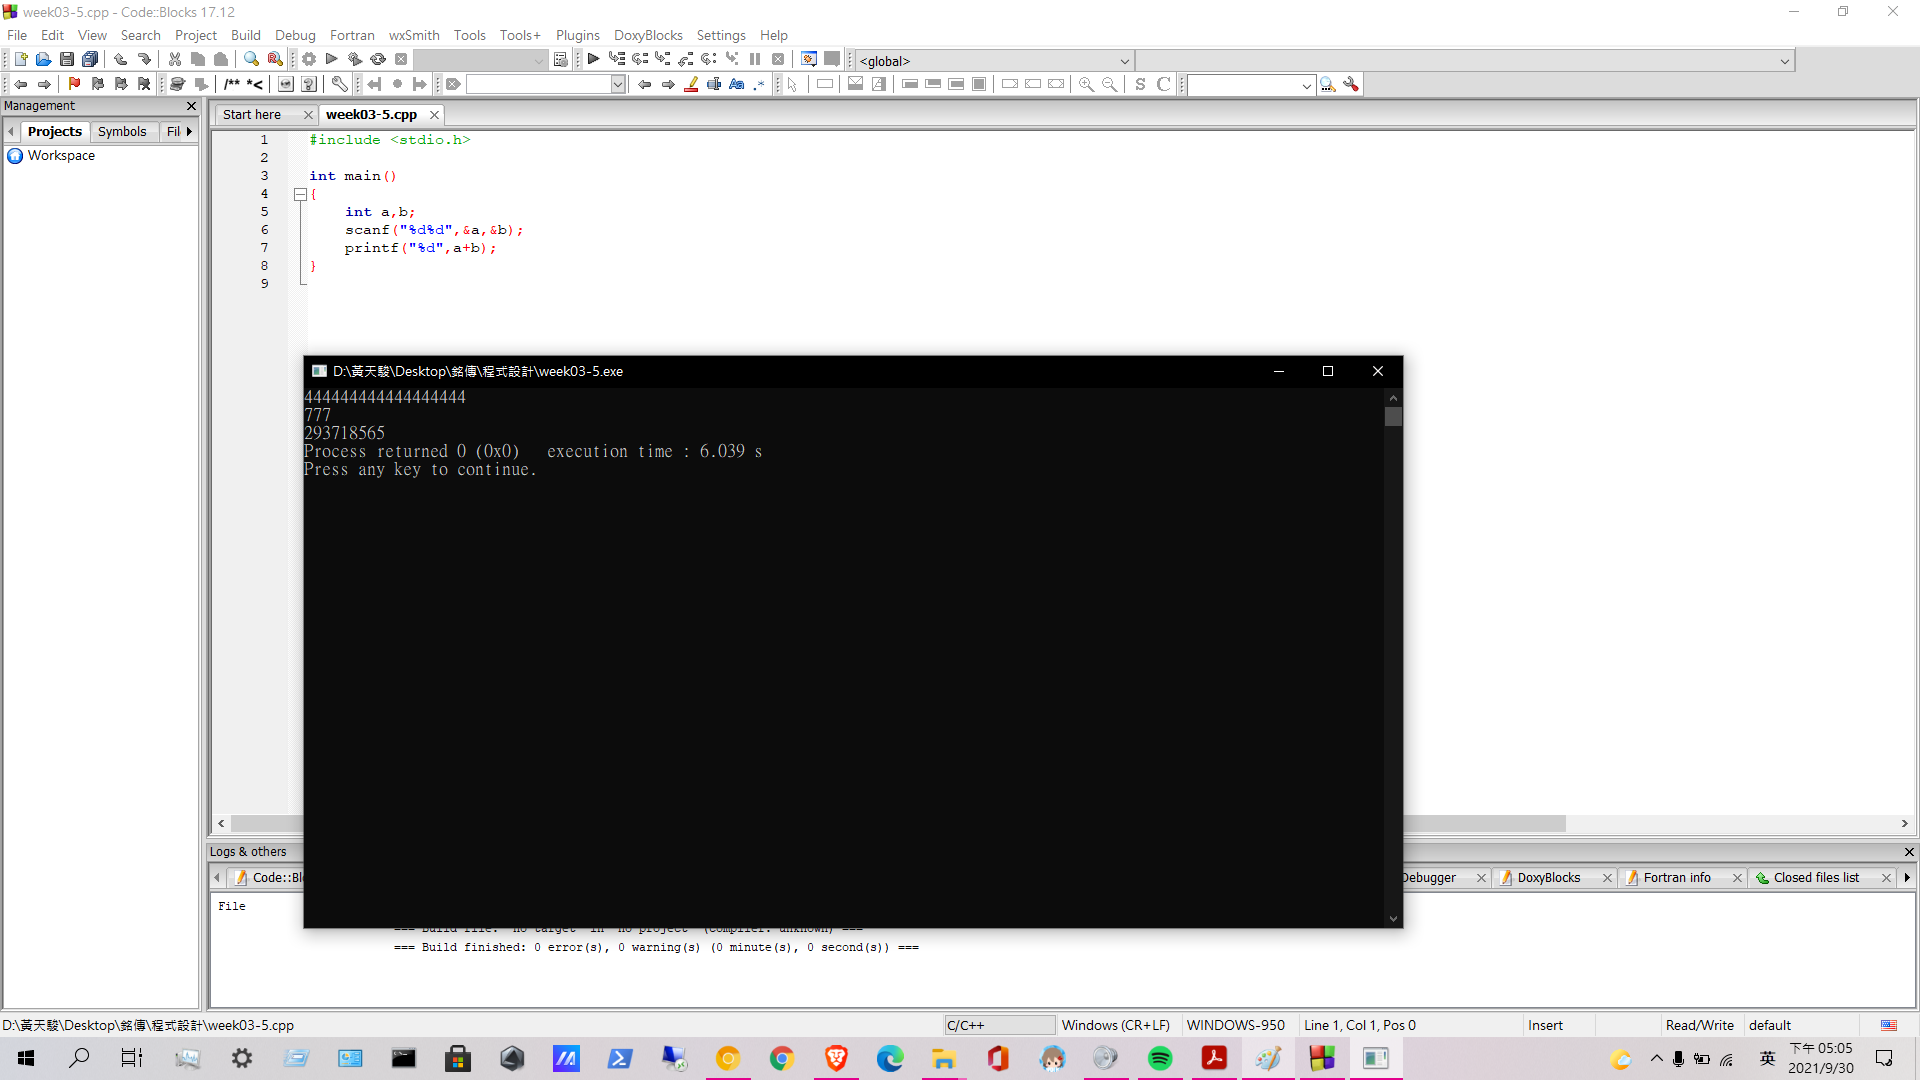 week03-5.cpp - Code::Blocks 17.12
File Edit View Search Project Build Debug Fortran wxSmith Tools Tools+ Plugins DoxyBlocks Settings Help
<global>
/** *<
S C
Management
Projects Symbols Fil
Workspace
Start here week03-5.cpp
1 #include <stdio.h>
2
3 int main()
4 {
5 int a,b;
6 scanf("%d%d",&a,&b);
7 printf("%d",a+b);
8 }
9
D:\黃天駿\Desktop\銘傳\程式設計\week03-5.exe
444444444444444444
777
293718565
Process returned 0 (0x0) execution time : 6.039 s
Press any key to continue.
Logs & others
Code::Bl Debugger DoxyBlocks Fortran info Closed files list
File
=== Build file: "no target" in "no project" (compiler: unknown) ===
=== Build finished: 0 error(s), 0 warning(s) (0 minute(s), 0 second(s)) ===
D:\黃天駿\Desktop\銘傳\程式設計\week03-5.cpp C/C++ Windows (CR+LF) WINDOWS-950 Line 1, Col 1, Pos 0 Insert Read/Write default
英 下午 05:05
2021/9/30